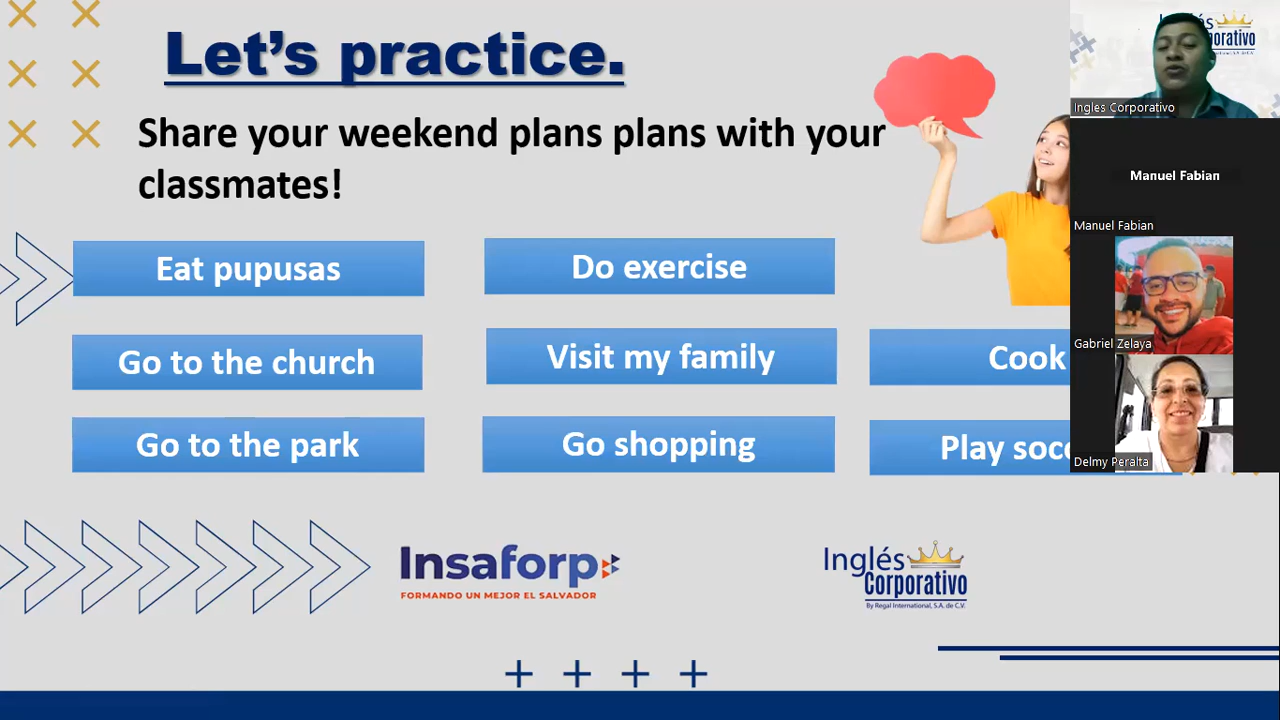 Let's practice.
Share your weekend plans plans with your
classmates!
Eat pupusas
Do exercise
Go to the church
Visit my family
Cook
Go to the park
Go shopping
Play soc
Insaforp
FORMANDO UN MEJOR EL SALVADOR
Inglés
Corporativo
By Regal International, S.A. de C.V.
Ingles Corporativo
Manuel Fabian
Manuel Fabian
Gabriel Zelaya
Delmy Peralta